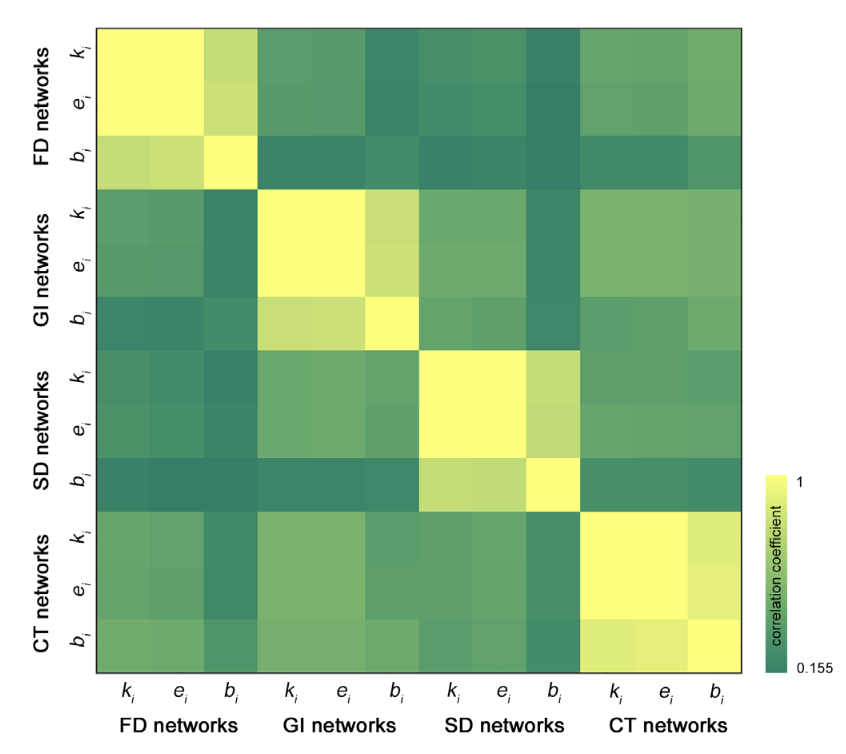 FD networks
k_i
e_i
b_i
GI networks
k_i
e_i
b_i
SD networks
k_i
e_i
b_i
CT networks
k_i
e_i
b_i
1
correlation coefficient
0.155
k_i e_i b_i k_i e_i b_i k_i e_i b_i k_i e_i b_i
FD networks GI networks SD networks CT networks